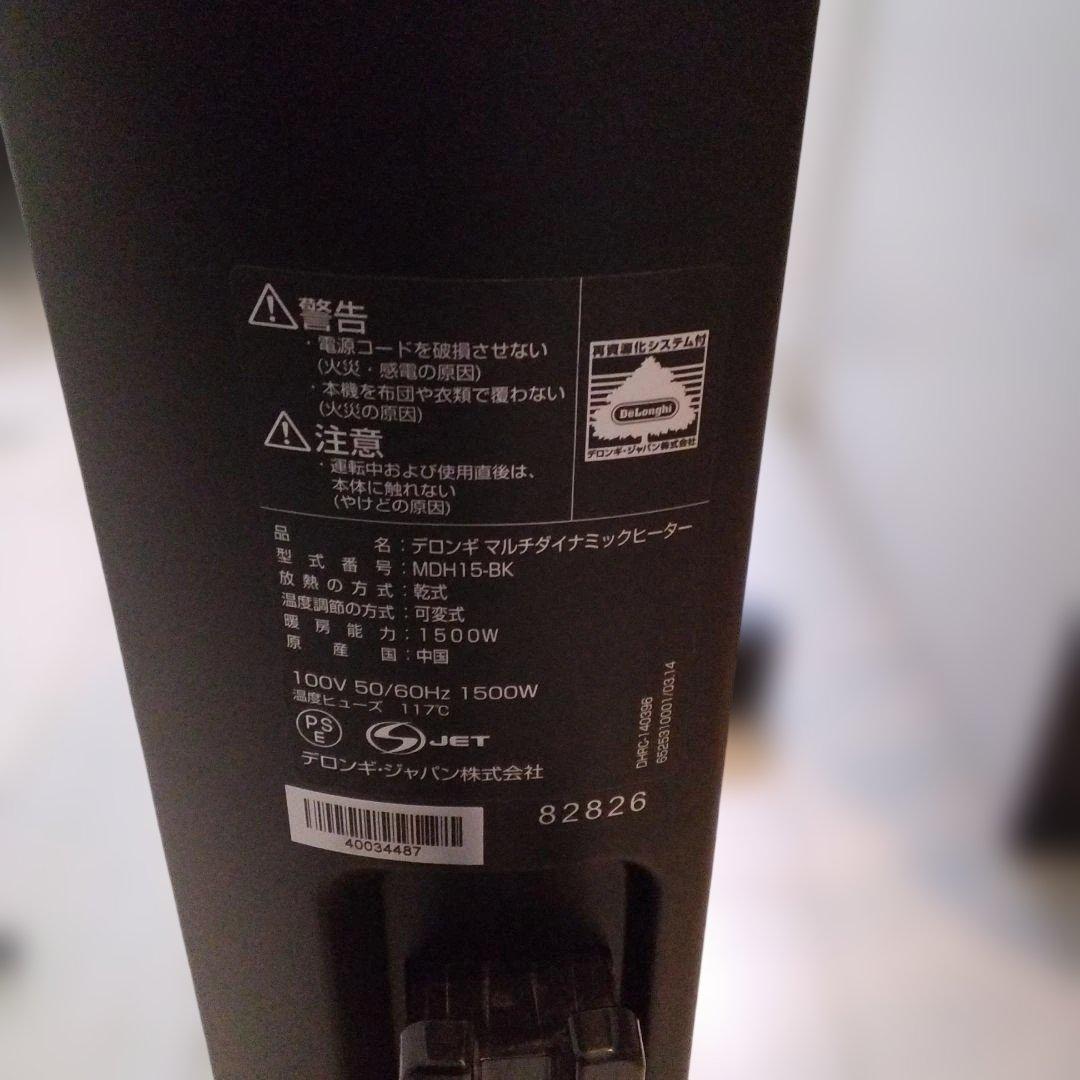 警告
・電源コードを破損させない
(火災・感電の原因)
・本機を布団や衣類で覆わない
(火災の原因)
注意
・運転中および使用直後は、
本体に触れない
(やけどの原因)
再資源化システム付
DeLonghi
デロンギ・ジャパン株式会社
品名：デロンギ マルチダイナミックヒーター
型式番号：MDH15-BK
放熱の方式：乾式
温度調節の方式：可変式
暖房能力：1500W
原産国：中国
100V 50/60Hz 1500W
温度ヒューズ 117℃
PS
E
JET
デロンギ・ジャパン株式会社
DHRC-140396
6525310001/03.14
40034487
82826